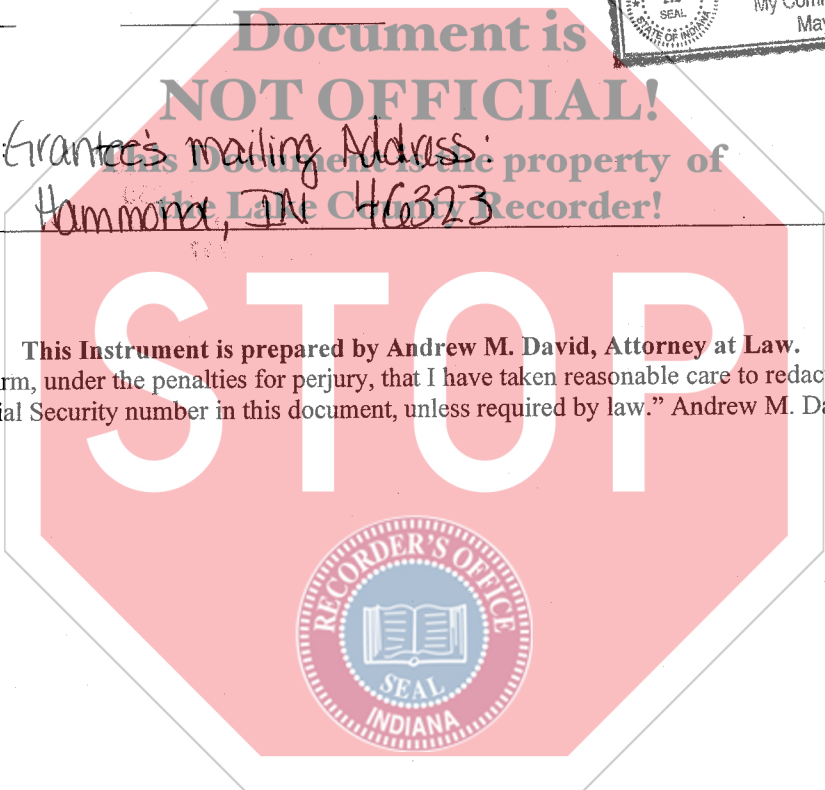 SEAL
STATE OF INDIANA
My Com
May
Document is
NOT OFFICIAL!
Grantee's mailing Address:
This Document is the property of
Hammond, IN 46323
the Lake County Recorder!
STOP
This Instrument is prepared by Andrew M. David, Attorney at Law.
rm, under the penalties for perjury, that I have taken reasonable care to redac
ial Security number in this document, unless required by law.” Andrew M. Da
RECORDER'S OFFICE
SEAL
INDIANA